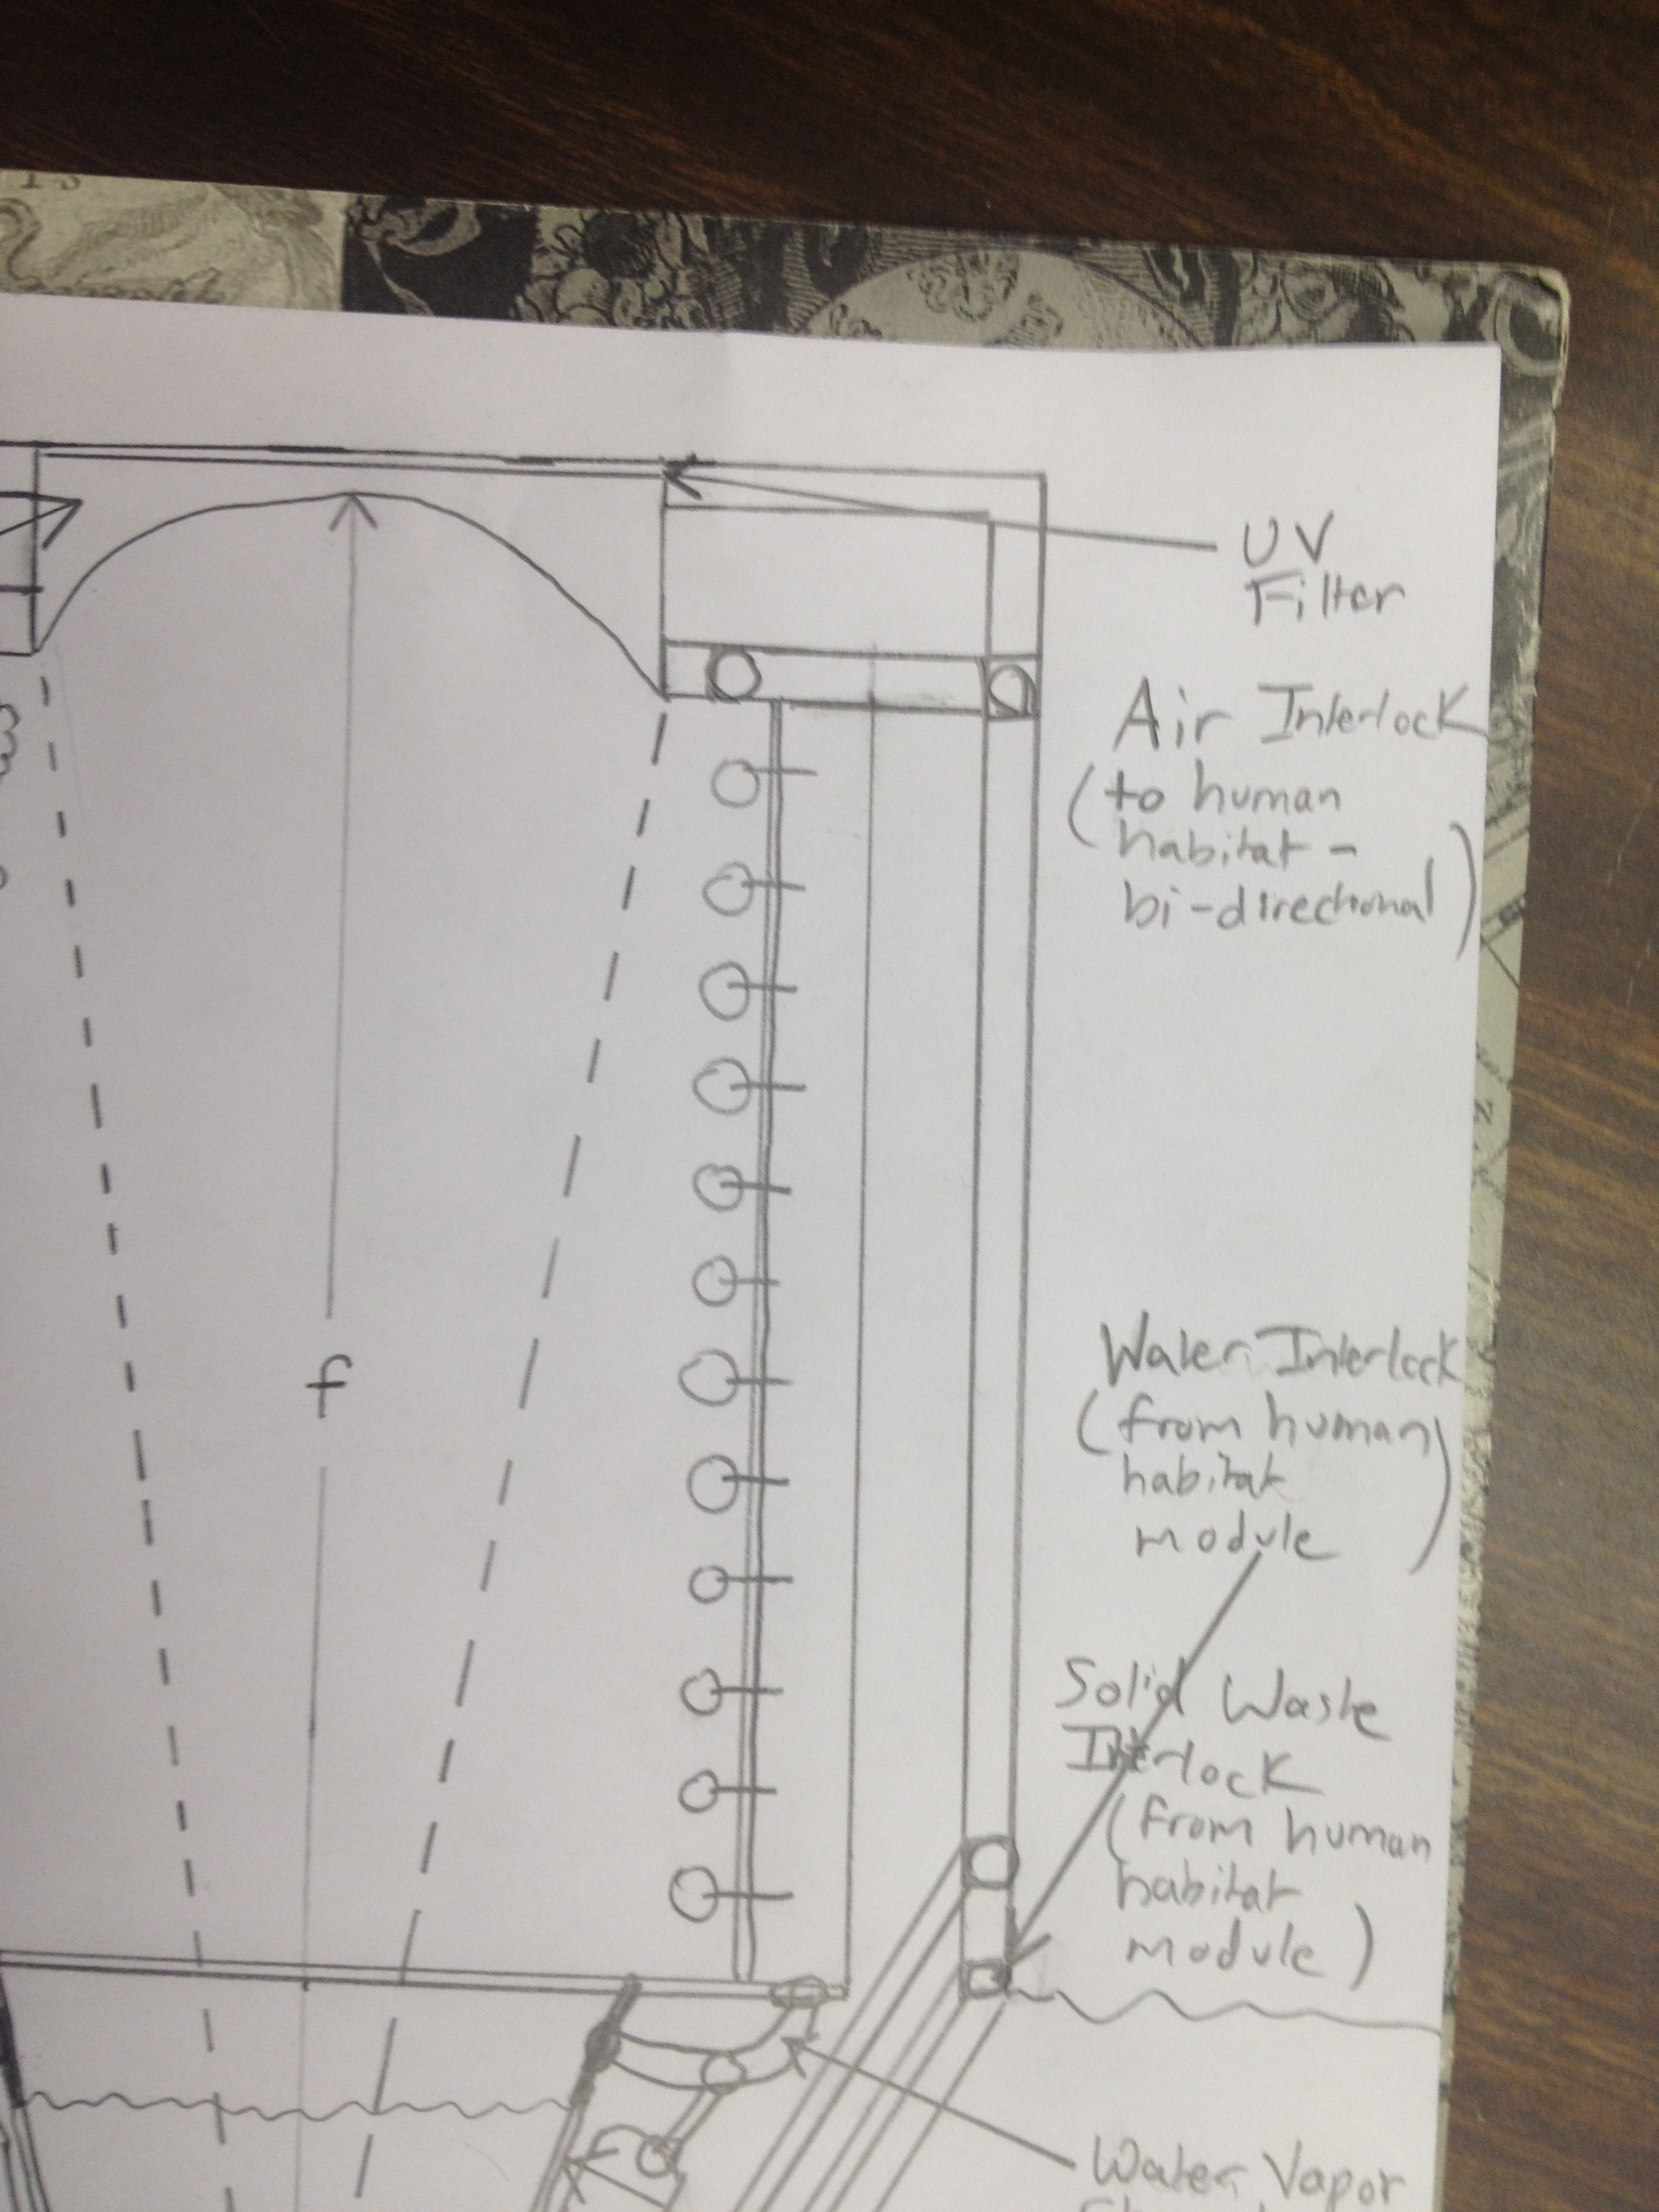 UV
Filter
Air Interlock
(to human
habitat -
bi-directional)
f
Water Interlock
(from human
habitat
module)
Solid Waste
Interlock
(from human
habitat
module)
Water Vapor